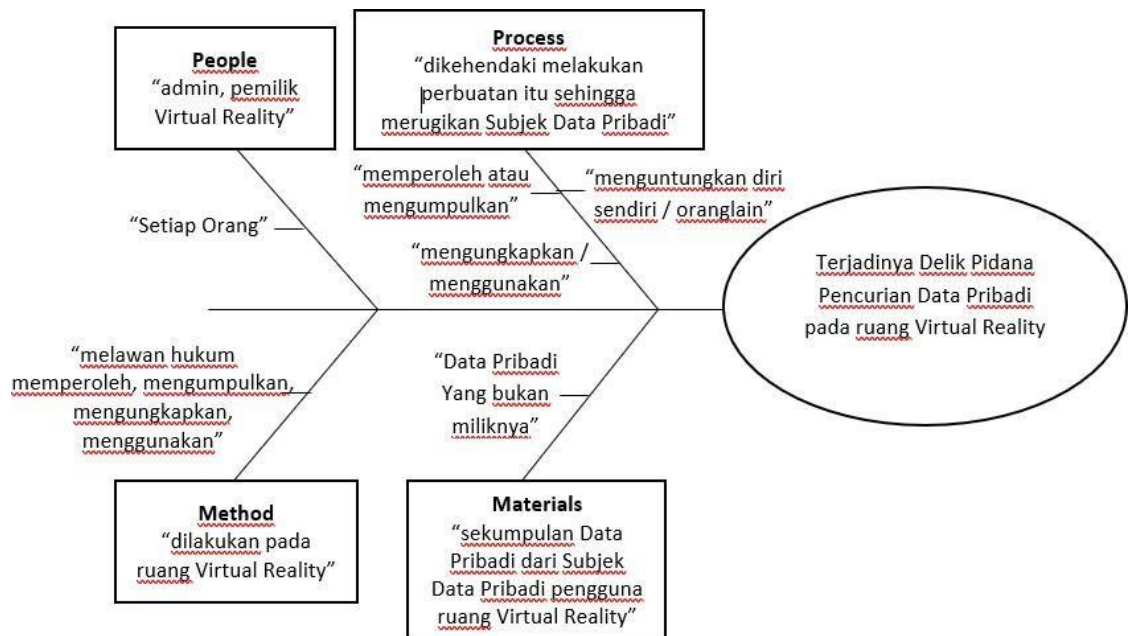 People
“admin, pemilik
Virtual Reality”
Process
“dikehendaki melakukan
perbuatan itu sehingga
merugikan Subjek Data Pribadi”
“Setiap Orang”
“memperoleh atau
mengumpulkan”
“menguntungkan diri
sendiri / oranglain”
“mengungkapkan /
menggunakan”
Terjadinya Delik Pidana
Pencurian Data Pribadi
pada ruang Virtual Reality
“melawan hukum
memperoleh, mengumpulkan,
mengungkapkan,
menggunakan”
“Data Pribadi
Yang bukan
miliknya”
Method
“dilakukan pada
ruang Virtual Reality”
Materials
“sekumpulan Data
Pribadi dari Subjek
Data Pribadi pengguna
ruang Virtual Reality”